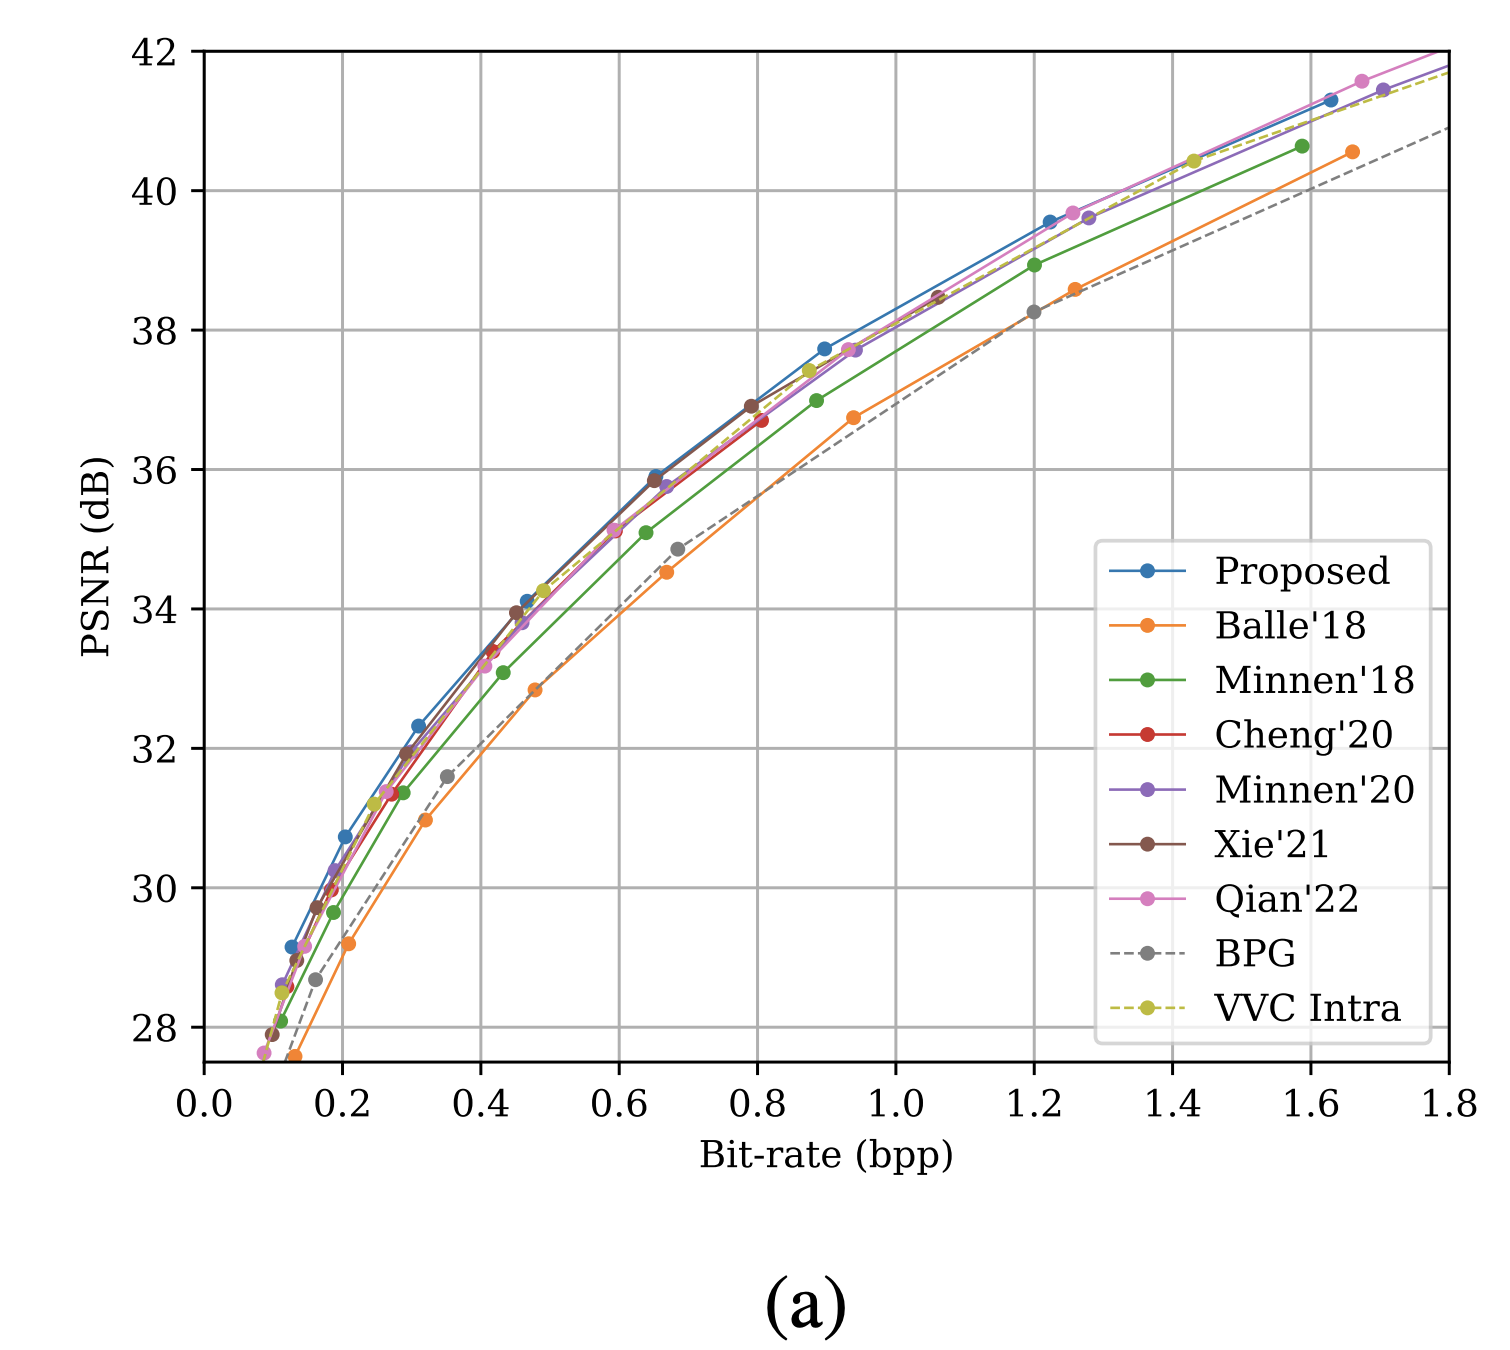 42
40
38
36
34
32
30
28
PSNR (dB)
Proposed
Balle'18
Minnen'18
Cheng'20
Minnen'20
Xie'21
Qian'22
BPG
VVC Intra
0.0 0.2 0.4 0.6 0.8 1.0 1.2 1.4 1.6 1.8
Bit-rate (bpp)
(a)